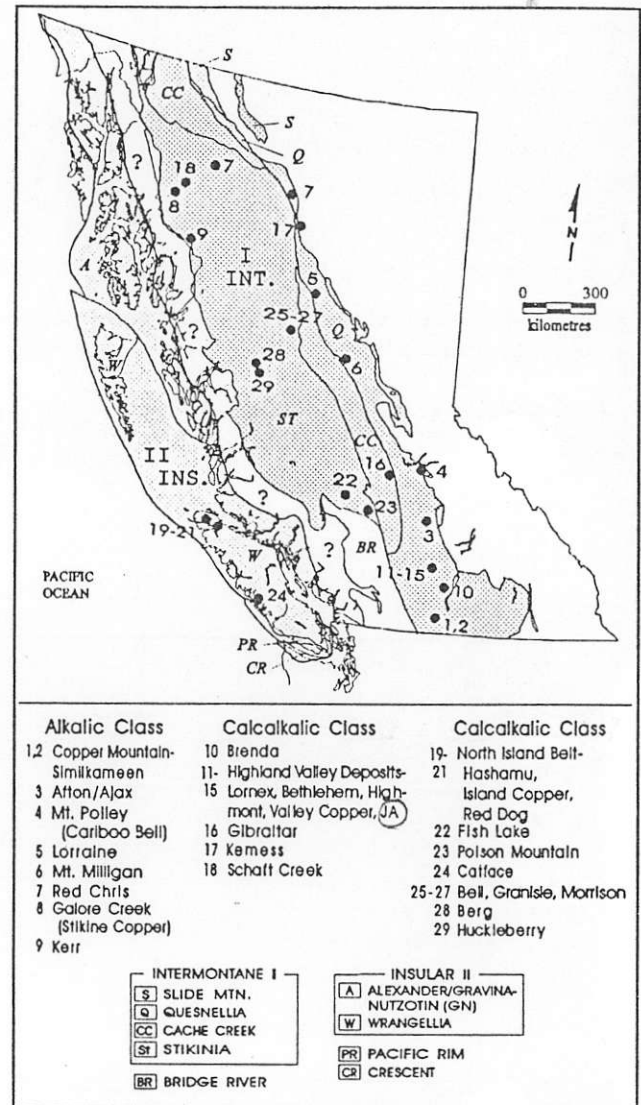 S
CC
S
Q
?
18
7
8
7
9
17
I
INT.
A
5
25-27
Q
?
28
6
29
W
ST
CC
II
INS.
16
4
22
?
23
3
19-21
?
BR
W
11-15
10
24
1,2
PR
CR
PACIFIC
OCEAN
N
0 300
kilometres
Alkalic Class
1,2 Copper Mountain-
Similkameen
3 Afton/Ajax
4 Mt. Polley
(Cariboo Bell)
5 Lorraine
6 Mt. Milligan
7 Red Chris
8 Galore Creek
(Stikine Copper)
9 Kerr
Calcalkalic Class
10 Brenda
11- Highland Valley Deposits-
15 Lornex, Bethlehem, High-
mont, Valley Copper, JA
16 Gibraltar
17 Kemess
18 Schaft Creek
Calcalkalic Class
19- North Island Belt-
21 Hushamu,
Island Copper,
Red Dog
22 Fish Lake
23 Poison Mountain
24 Catface
25-27 Bell, Granisle, Morrison
28 Berg
29 Huckleberry
INTERMONTANE I
S SLIDE MTN.
Q QUESNELLIA
CC CACHE CREEK
St STIKINIA
BR BRIDGE RIVER
INSULAR II
A ALEXANDER/GRAVINA-
NUTZOTIN (GN)
W WRANGELLIA
PR PACIFIC RIM
CR CRESCENT